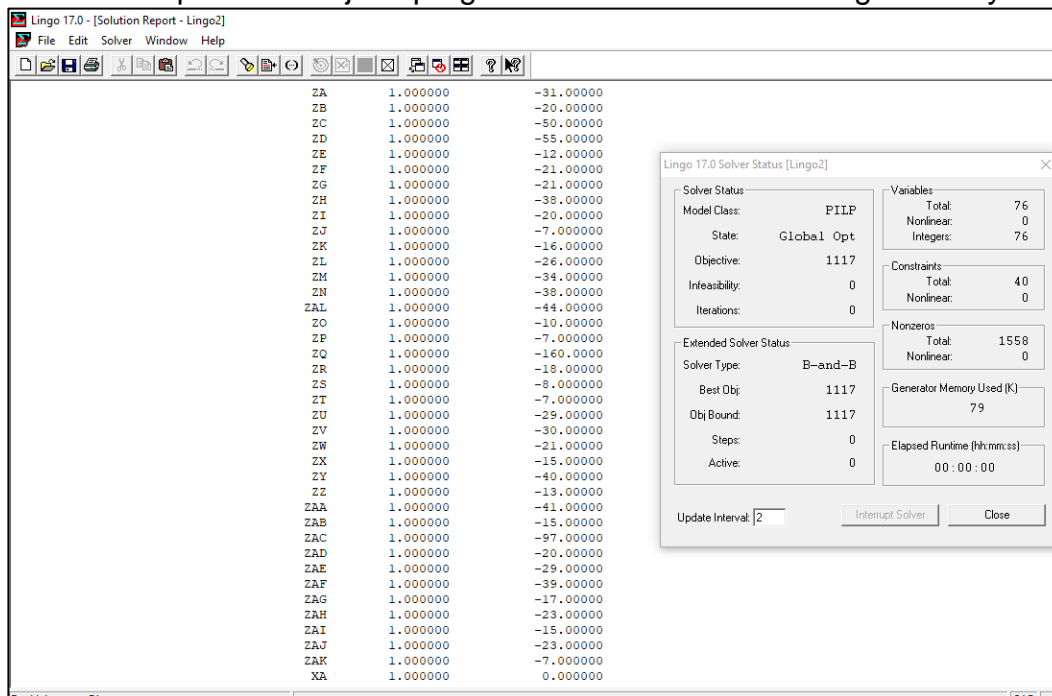 Lingo 17.0 - [Solution Report - Lingo2]
File Edit Solver Window Help
ZA 1.000000 -31.00000
ZB 1.000000 -20.00000
ZC 1.000000 -50.00000
ZD 1.000000 -55.00000
ZE 1.000000 -12.00000
ZF 1.000000 -21.00000
ZG 1.000000 -21.00000
ZH 1.000000 -38.00000
ZI 1.000000 -20.00000
ZJ 1.000000 -7.000000
ZK 1.000000 -16.00000
ZL 1.000000 -26.00000
ZM 1.000000 -34.00000
ZN 1.000000 -38.00000
ZAL 1.000000 -44.00000
ZO 1.000000 -10.00000
ZP 1.000000 -7.000000
ZQ 1.000000 -160.0000
ZR 1.000000 -18.00000
ZS 1.000000 -8.000000
ZT 1.000000 -7.000000
ZU 1.000000 -29.00000
ZV 1.000000 -30.00000
ZW 1.000000 -21.00000
ZX 1.000000 -15.00000
ZY 1.000000 -40.00000
ZZ 1.000000 -13.00000
ZAA 1.000000 -41.00000
ZAB 1.000000 -15.00000
ZAC 1.000000 -97.00000
ZAD 1.000000 -20.00000
ZAE 1.000000 -29.00000
ZAF 1.000000 -39.00000
ZAG 1.000000 -17.00000
ZAH 1.000000 -23.00000
ZAI 1.000000 -15.00000
ZAJ 1.000000 -23.00000
ZAK 1.000000 -7.000000
XA 1.000000 0.000000
Lingo 17.0 Solver Status [Lingo2]
Solver Status
Model Class: PILP
State: Global Opt
Objective: 1117
Infeasibility: 0
Iterations: 0
Extended Solver Status
Solver Type: B-and-B
Best Obj: 1117
Obj Bound: 1117
Steps: 0
Active: 0
Update Interval: 2
Variables
Total: 76
Nonlinear: 0
Integers: 76
Constraints
Total: 40
Nonlinear: 0
Nonzeros
Total: 1558
Nonlinear: 0
Generator Memory Used (K)
79
Elapsed Runtime (hh:mm:ss)
00:00:00
Interrupt Solver
Close